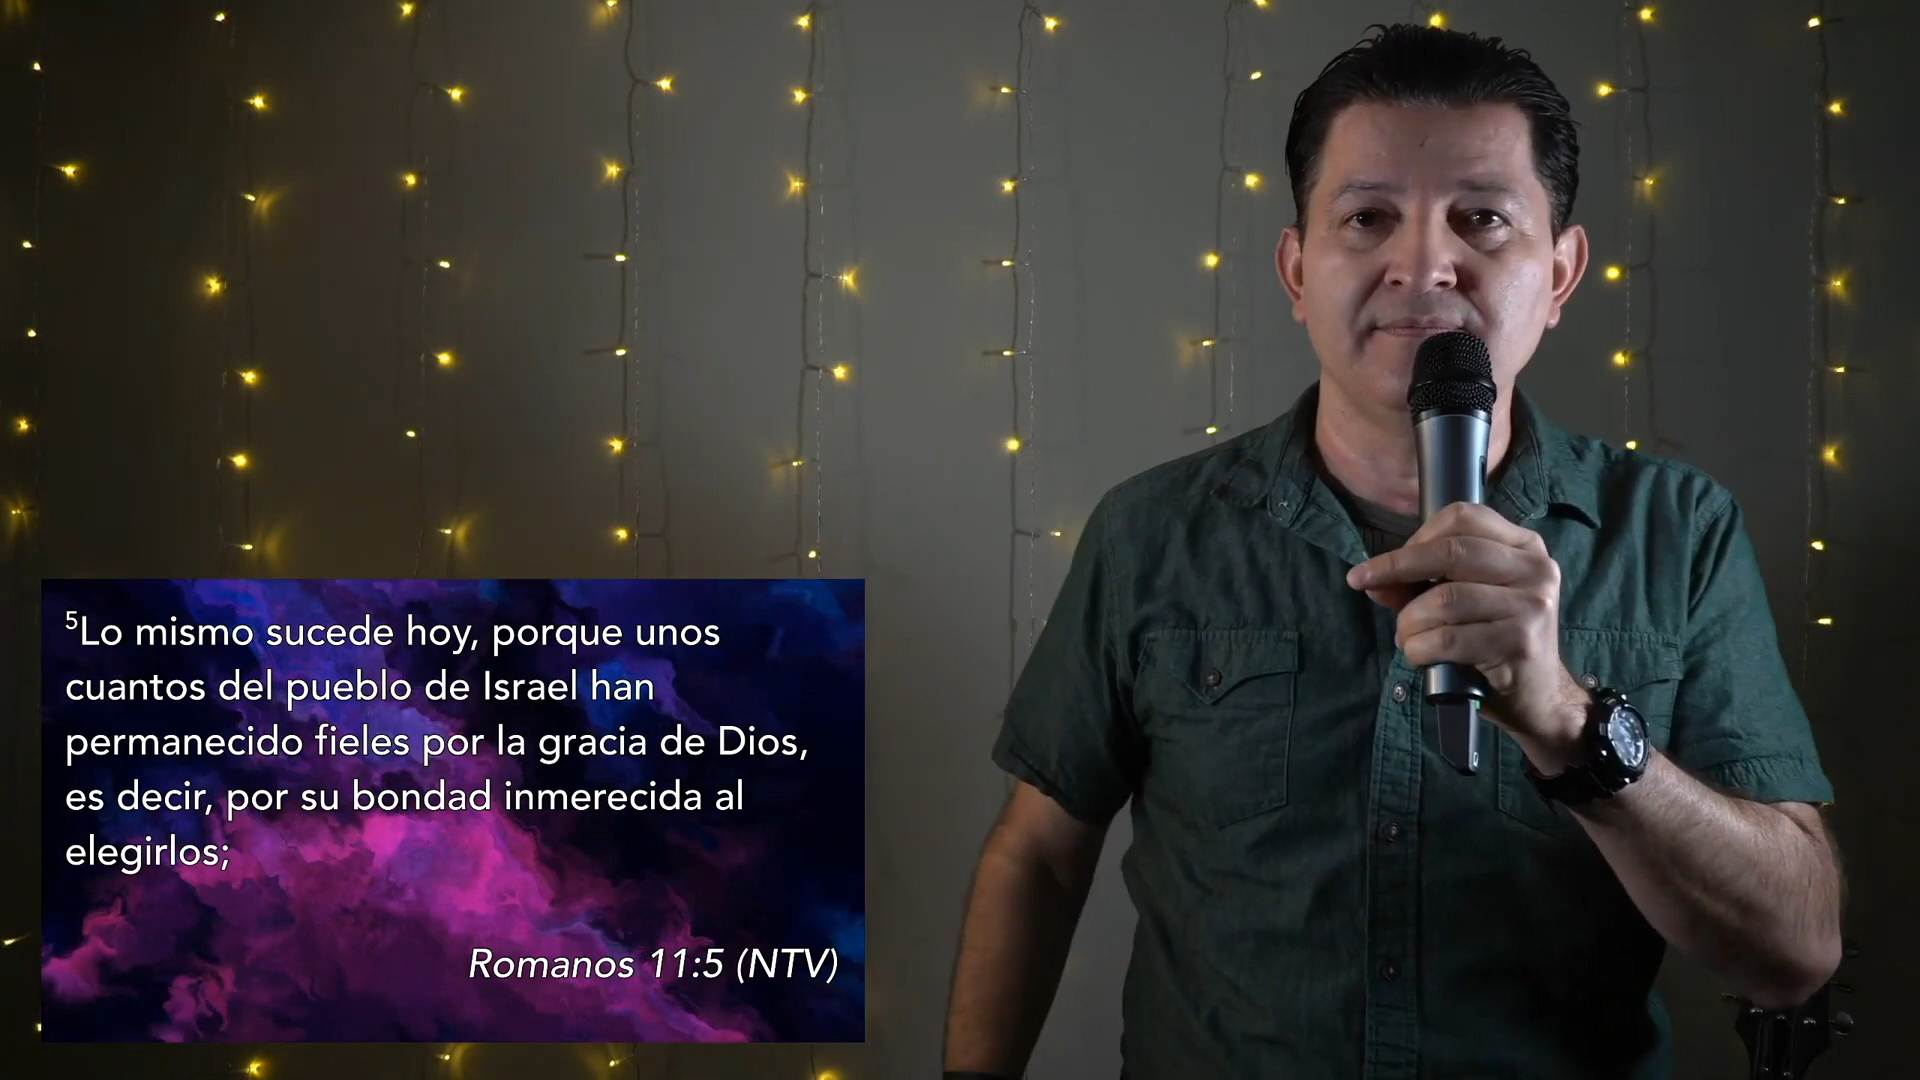 ⁵Lo mismo sucede hoy, porque unos
cuantos del pueblo de Israel han
permanecido fieles por la gracia de Dios,
es decir, por su bondad inmerecida al
elegirlos;
Romanos 11:5 (NTV)